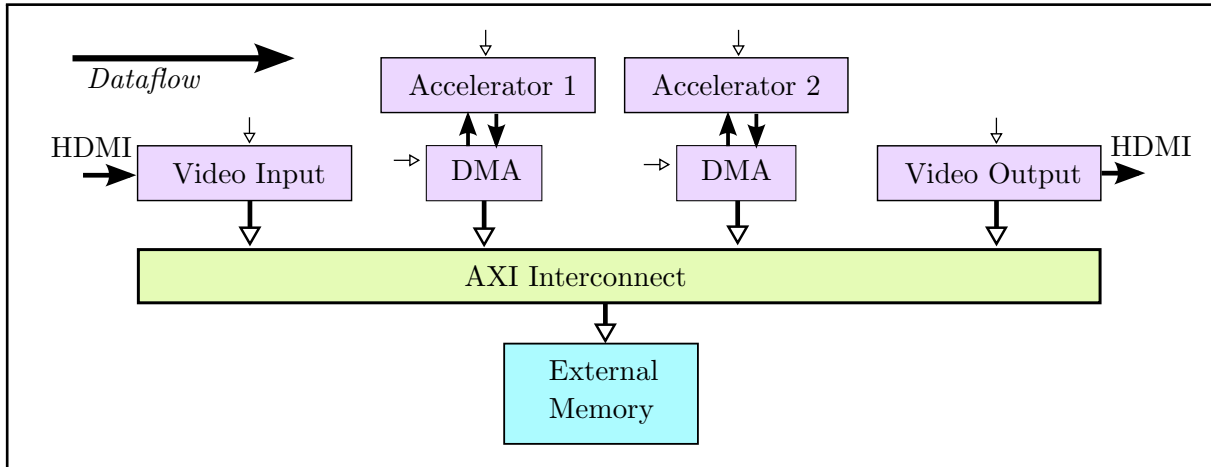 Dataflow
Accelerator 1
Accelerator 2
HDMI
Video Input
DMA
DMA
Video Output
HDMI
AXI Interconnect
External
Memory